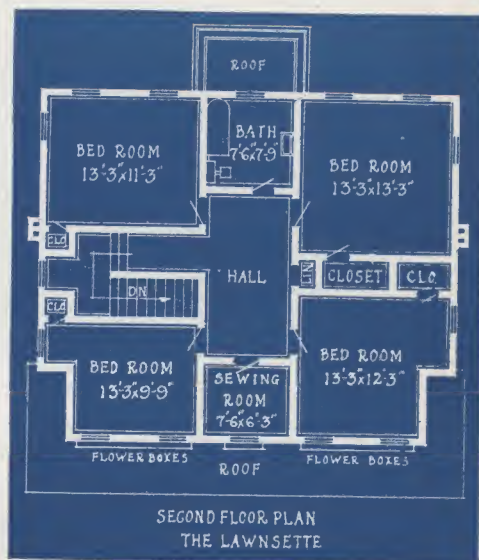 ROOF
BATH
7'-6"x7'-9"
BED ROOM
13'-3"x11'-3"
BED ROOM
13'-3"x13'-3"
CLO.
HALL
LIN
CLOSET
CLO.
DN
CLO.
BED ROOM
13'-3"x9'-9"
SEWING
ROOM
7'-6"x6'-3"
BED ROOM
13'-3"x12'-3"
FLOWER BOXES
ROOF
FLOWER BOXES
SECOND FLOOR PLAN
THE LAWNSETTE